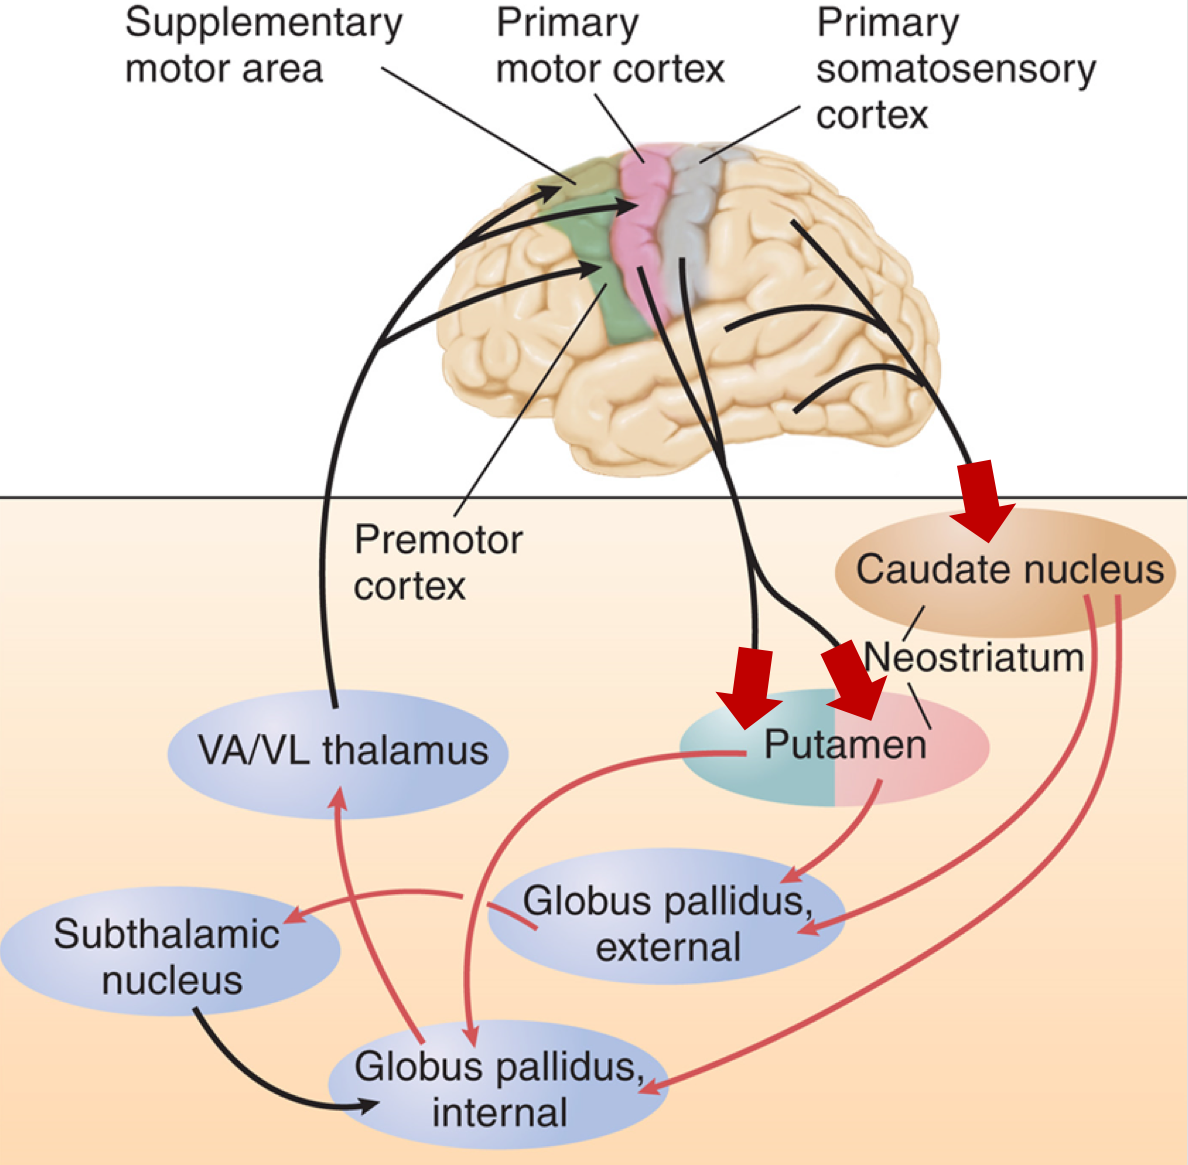 Supplementary
motor area
Primary
motor cortex
Primary
somatosensory
cortex
Premotor
cortex
Caudate nucleus
Neostriatum
VA/VL thalamus
Putamen
Globus pallidus,
external
Subthalamic
nucleus
Globus pallidus,
internal